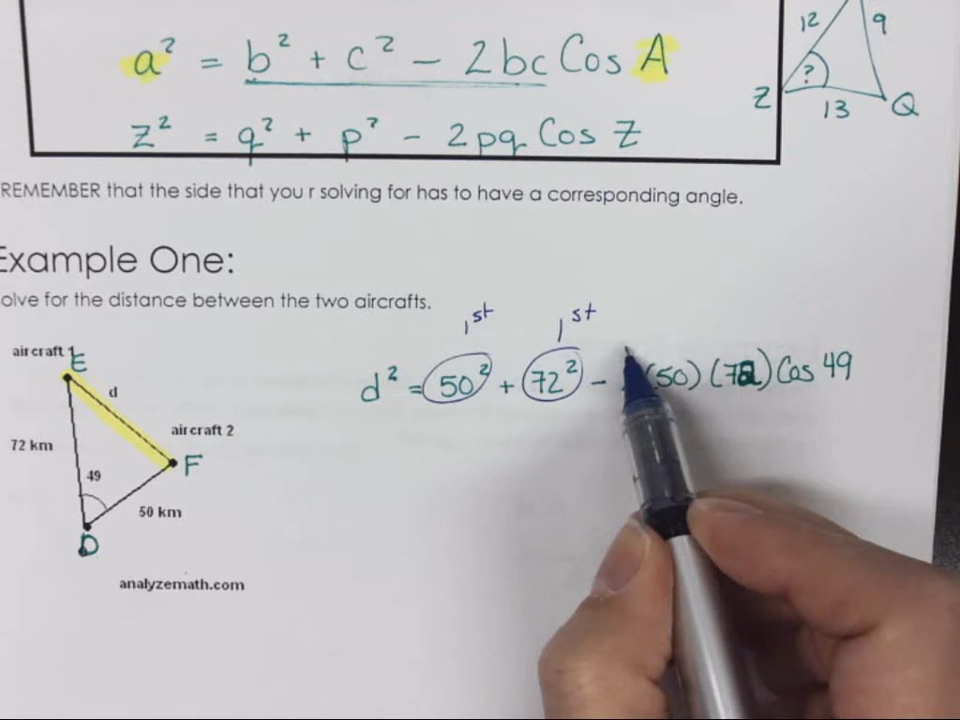 a² = b² + c² - 2bc Cos A
z² = q² + p² - 2pq Cos Z
12 9
?
Z 13 Q
REMEMBER that the side that you r solving for has to have a corresponding angle.
Example One:
olve for the distance between the two aircrafts.
1st 1st
d² = 50² + 72² - (50) (72) Cos 49
aircraft 1
E
d
72 km
aircraft 2
F
49
50 km
D
analyzemath.com